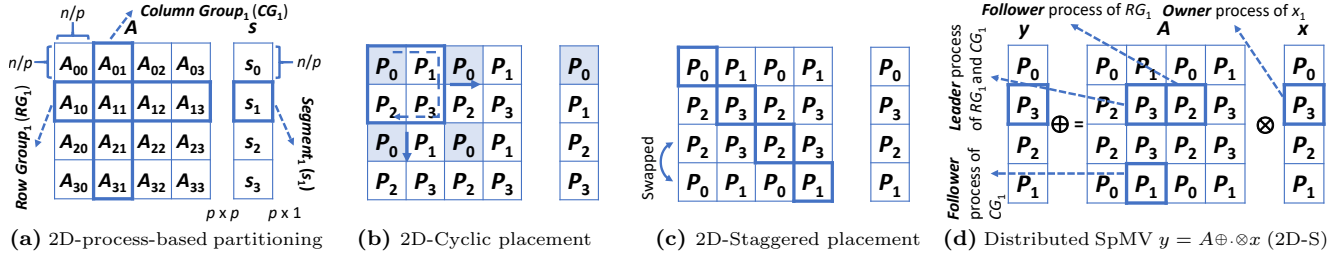 n/p
Column Group₁ (CG₁)
A
s
n/p
A₀₀ A₀₁ A₀₂ A₀₃
s₀
n/p
A₁₀ A₁₁ A₁₂ A₁₃
s₁
A₂₀ A₂₁ A₂₂ A₂₃
s₂
A₃₀ A₃₁ A₃₂ A₃₃
s₃
Row Group₁ (RG₁)
Segment₁ (s₁)
p x p
p x 1
(a) 2D-process-based partitioning
P₀ P₁ P₀ P₁ P₀
P₂ P₃ P₂ P₃ P₁
P₀ P₁ P₀ P₁ P₂
P₂ P₃ P₂ P₃ P₃
(b) 2D-Cyclic placement
P₀ P₁ P₀ P₁ P₀
P₂ P₃ P₂ P₃ P₃
P₂ P₃ P₂ P₃ P₂
P₀ P₁ P₀ P₁ P₁
Swapped
(c) 2D-Staggered placement
Follower process of RG₁
Owner process of x₁
y
A
x
Leader process
of RG₁ and CG₁
P₀ P₀ P₁ P₀ P₁ P₀
P₃ ⊕ = P₂ P₃ P₂ P₃ ⊗ P₃
P₂ P₂ P₃ P₂ P₃ P₂
P₁ P₀ P₁ P₀ P₁ P₁
Follower
process of
CG₁
(d) Distributed SpMV y = A⊕.⊗x (2D-S)